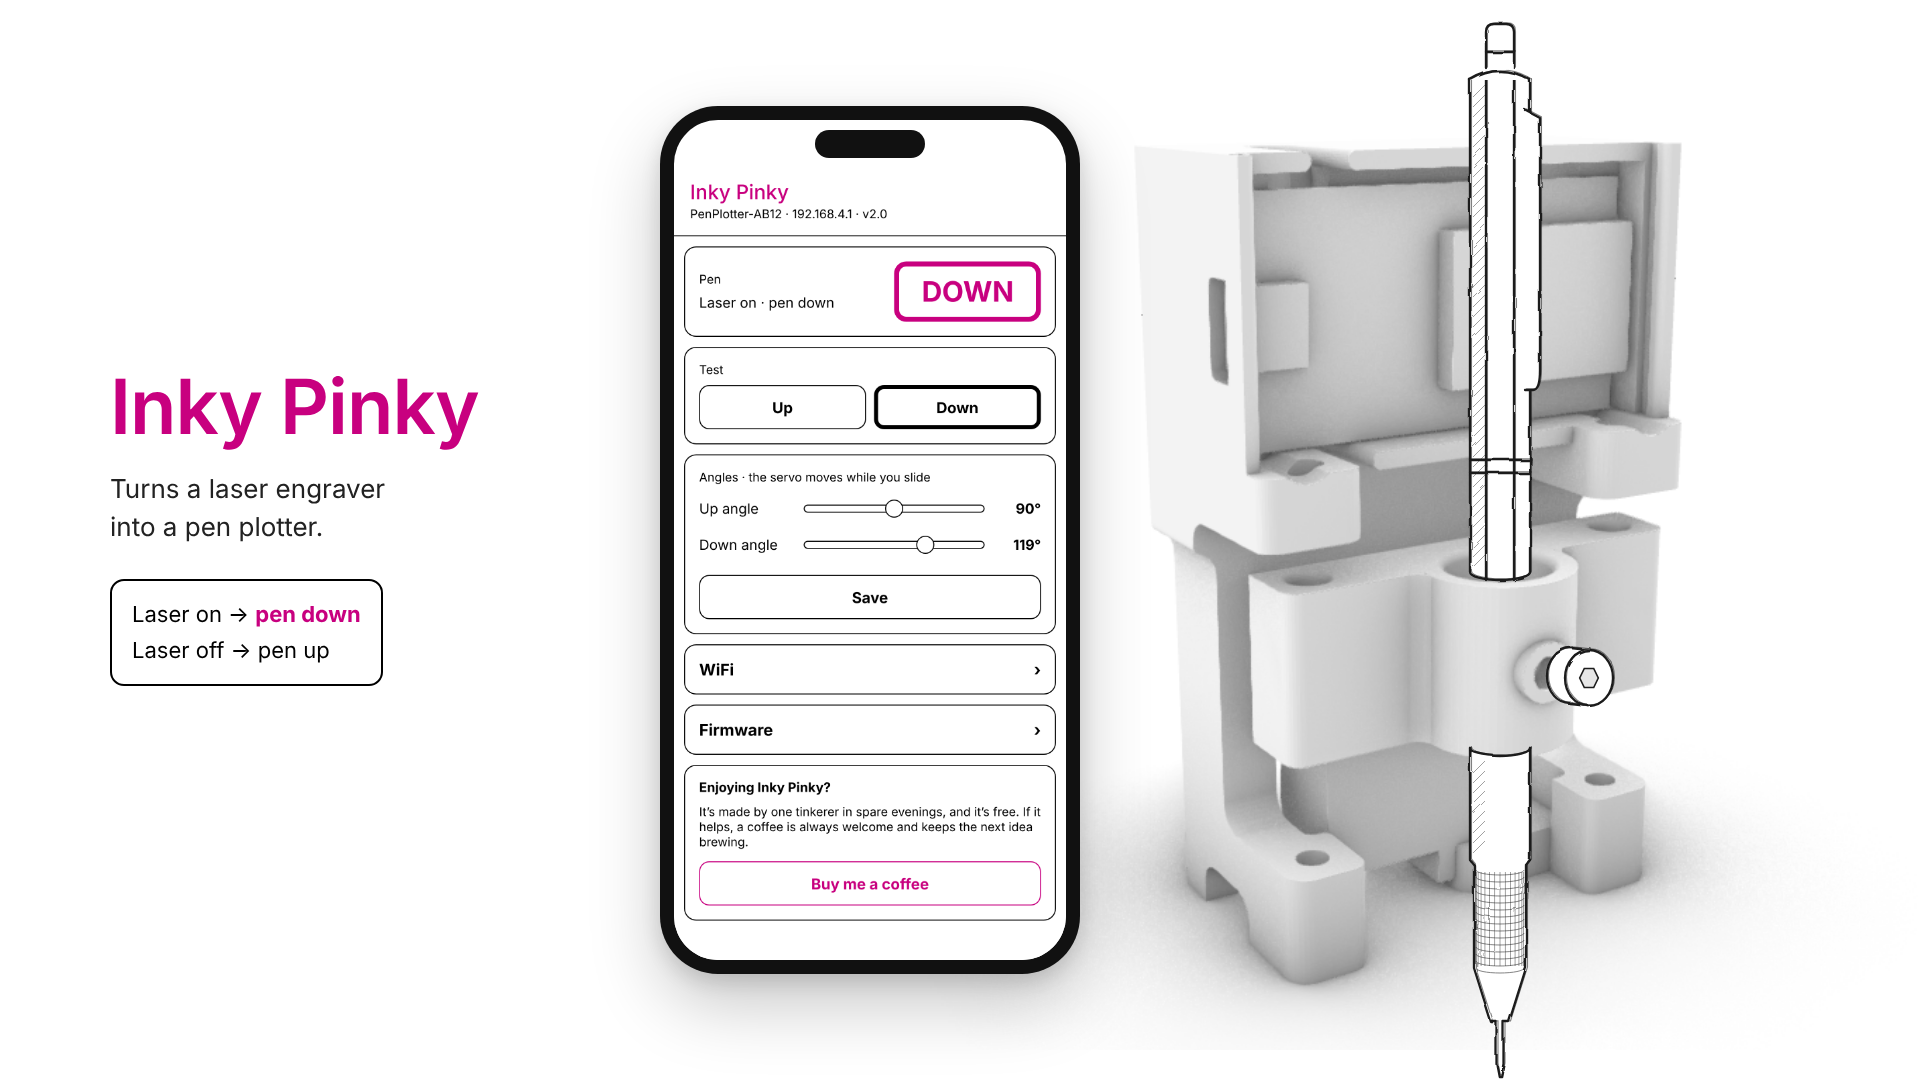 Inky Pinky
Turns a laser engraver
into a pen plotter.
Laser on → pen down
Laser off → pen up
Inky Pinky
PenPlotter-AB12 · 192.168.4.1 · v2.0
Pen
Laser on · pen down
DOWN
Test
Up
Down
Angles · the servo moves while you slide
Up angle 90°
Down angle 119°
Save
WiFi ›
Firmware ›
Enjoying Inky Pinky?
It’s made by one tinkerer in spare evenings, and it’s free. If it
helps, a coffee is always welcome and keeps the next idea
brewing.
Buy me a coffee